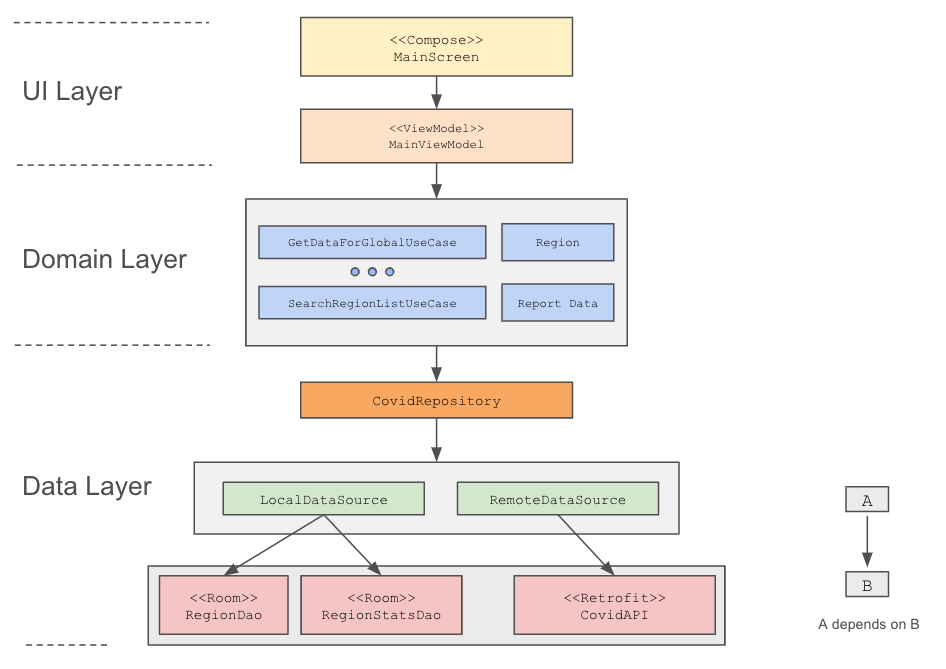 <<Compose>>
MainScreen
UI Layer
<<ViewModel>>
MainViewModel
Domain Layer
GetDataForGlobalUseCase
Region
SearchRegionListUseCase
Report Data
CovidRepository
Data Layer
LocalDataSource
RemoteDataSource
<<Room>>
RegionDao
<<Room>>
RegionStatsDao
<<Retrofit>>
CovidAPI
A
B
A depends on B